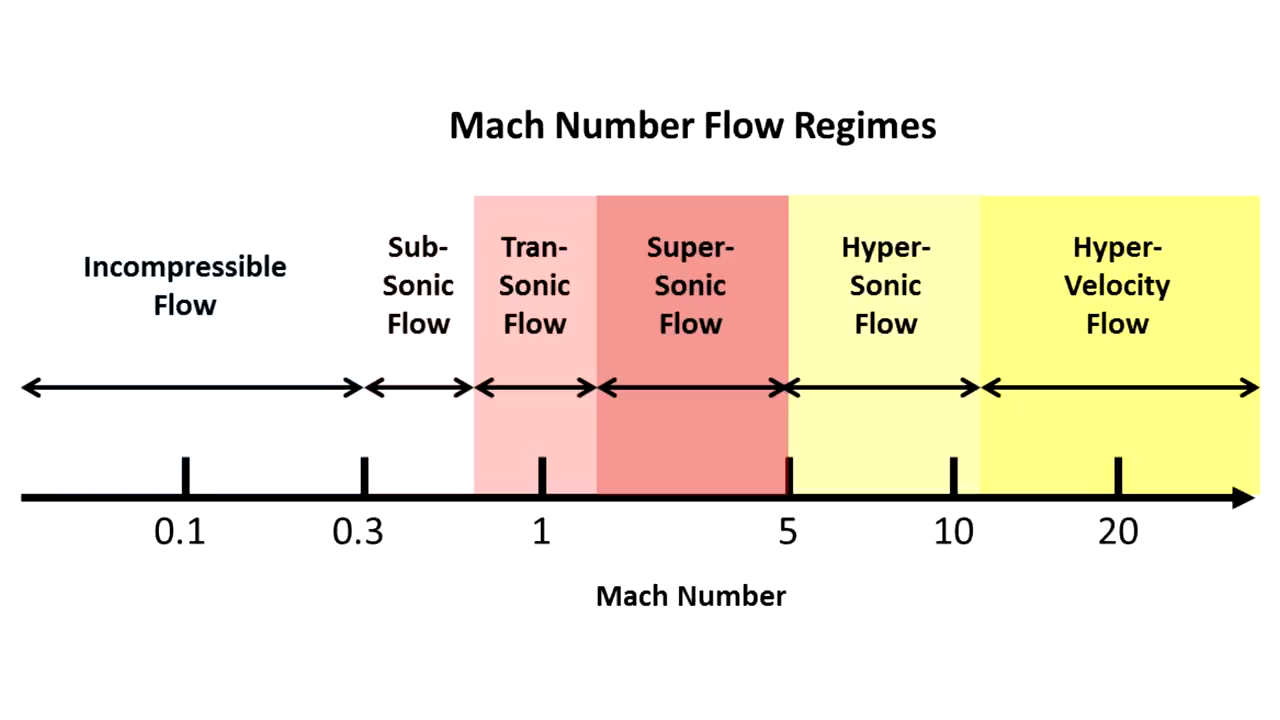 Mach Number Flow Regimes
Incompressible
Flow
Sub-
Sonic
Flow
Tran-
Sonic
Flow
Super-
Sonic
Flow
Hyper-
Sonic
Flow
Hyper-
Velocity
Flow
0.1
0.3
1
5
10
20
Mach Number